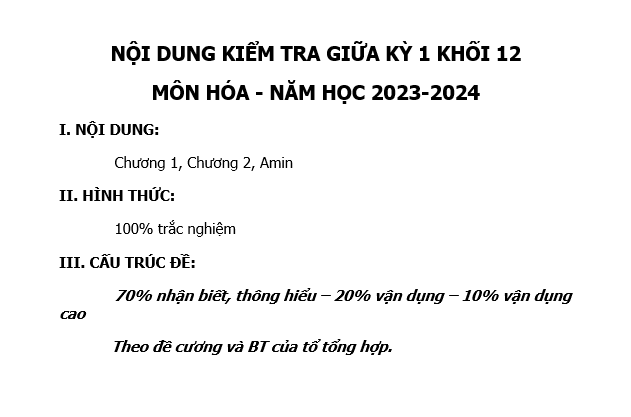 NỘI DUNG KIỂM TRA GIỮA KỲ 1 KHỐI 12
MÔN HÓA - NĂM HỌC 2023-2024
I. NỘI DUNG:
Chương 1, Chương 2, Amin
II. HÌNH THỨC:
100% trắc nghiệm
III. CẤU TRÚC ĐỀ:
70% nhận biết, thông hiểu – 20% vận dụng – 10% vận dụng
cao
Theo đề cương và BT của tổ tổng hợp.